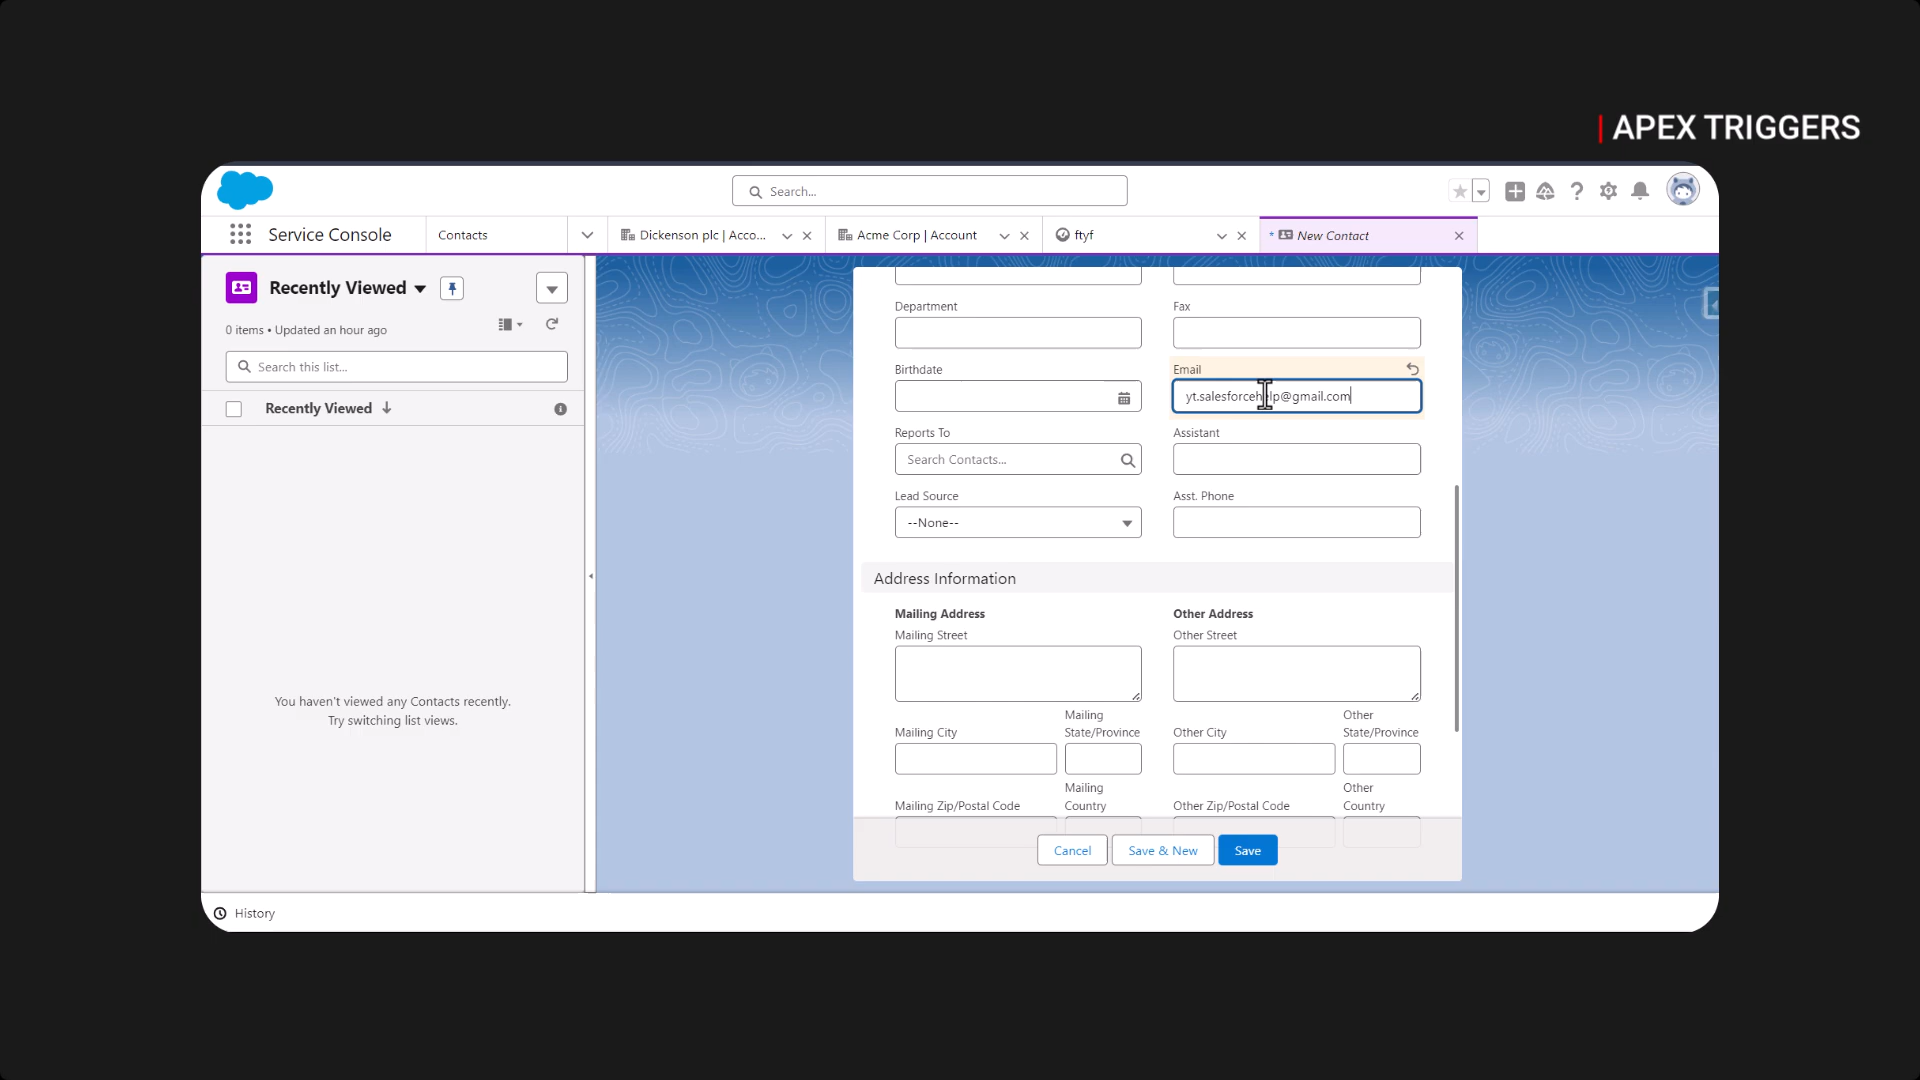 | APEX TRIGGERS
Search...
Service Console
Contacts
Dickenson plc | Acco...
Acme Corp | Account
ftyf
* New Contact
Recently Viewed
0 items • Updated an hour ago
Search this list...
Recently Viewed
You haven't viewed any Contacts recently.
Try switching list views.
Department
Fax
Birthdate
Email
yt.salesforcehelp@gmail.com
Reports To
Assistant
Search Contacts...
Lead Source
Asst. Phone
--None--
Address Information
Mailing Address
Other Address
Mailing Street
Other Street
Mailing City
Mailing
State/Province
Other City
Other
State/Province
Mailing Zip/Postal Code
Mailing
Country
Other Zip/Postal Code
Other
Country
Cancel
Save & New
Save
History